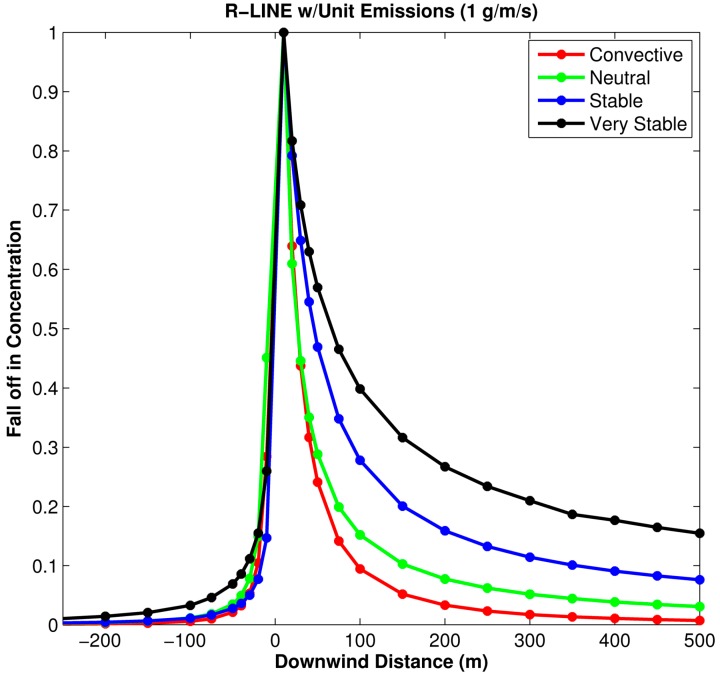 R−LINE w/Unit Emissions (1 g/m/s)
Convective
Neutral
Stable
Very Stable
Fall off in Concentration
1
0.9
0.8
0.7
0.6
0.5
0.4
0.3
0.2
0.1
0
−200
−100
0
100
200
300
400
500
Downwind Distance (m)